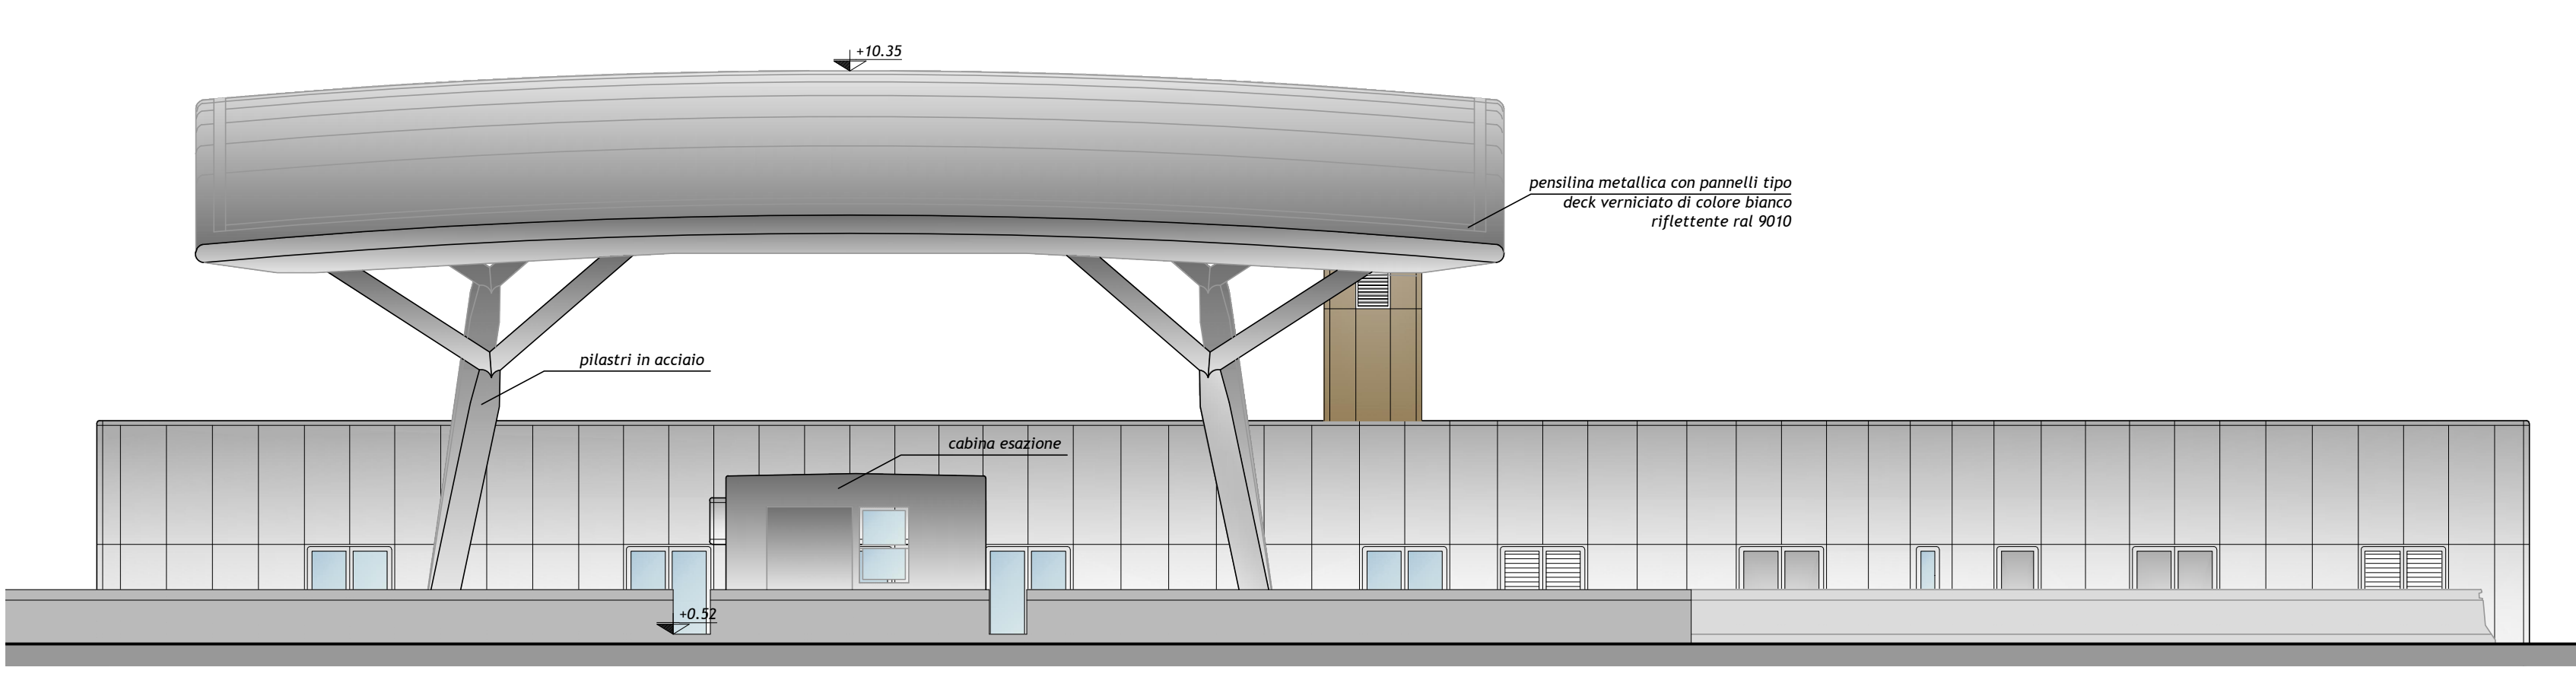 +10.35
pensilina metallica con pannelli tipo
deck verniciato di colore bianco
riflettente ral 9010
pilastri in acciaio
cabina esazione
+0.52